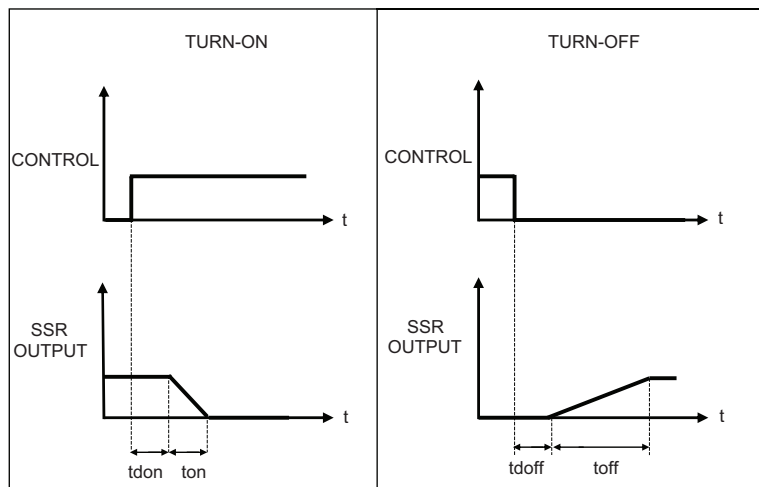 TURN-ON
CONTROL
t
SSR
OUTPUT
t
tdon
ton
TURN-OFF
CONTROL
t
SSR
OUTPUT
t
tdoff
toff